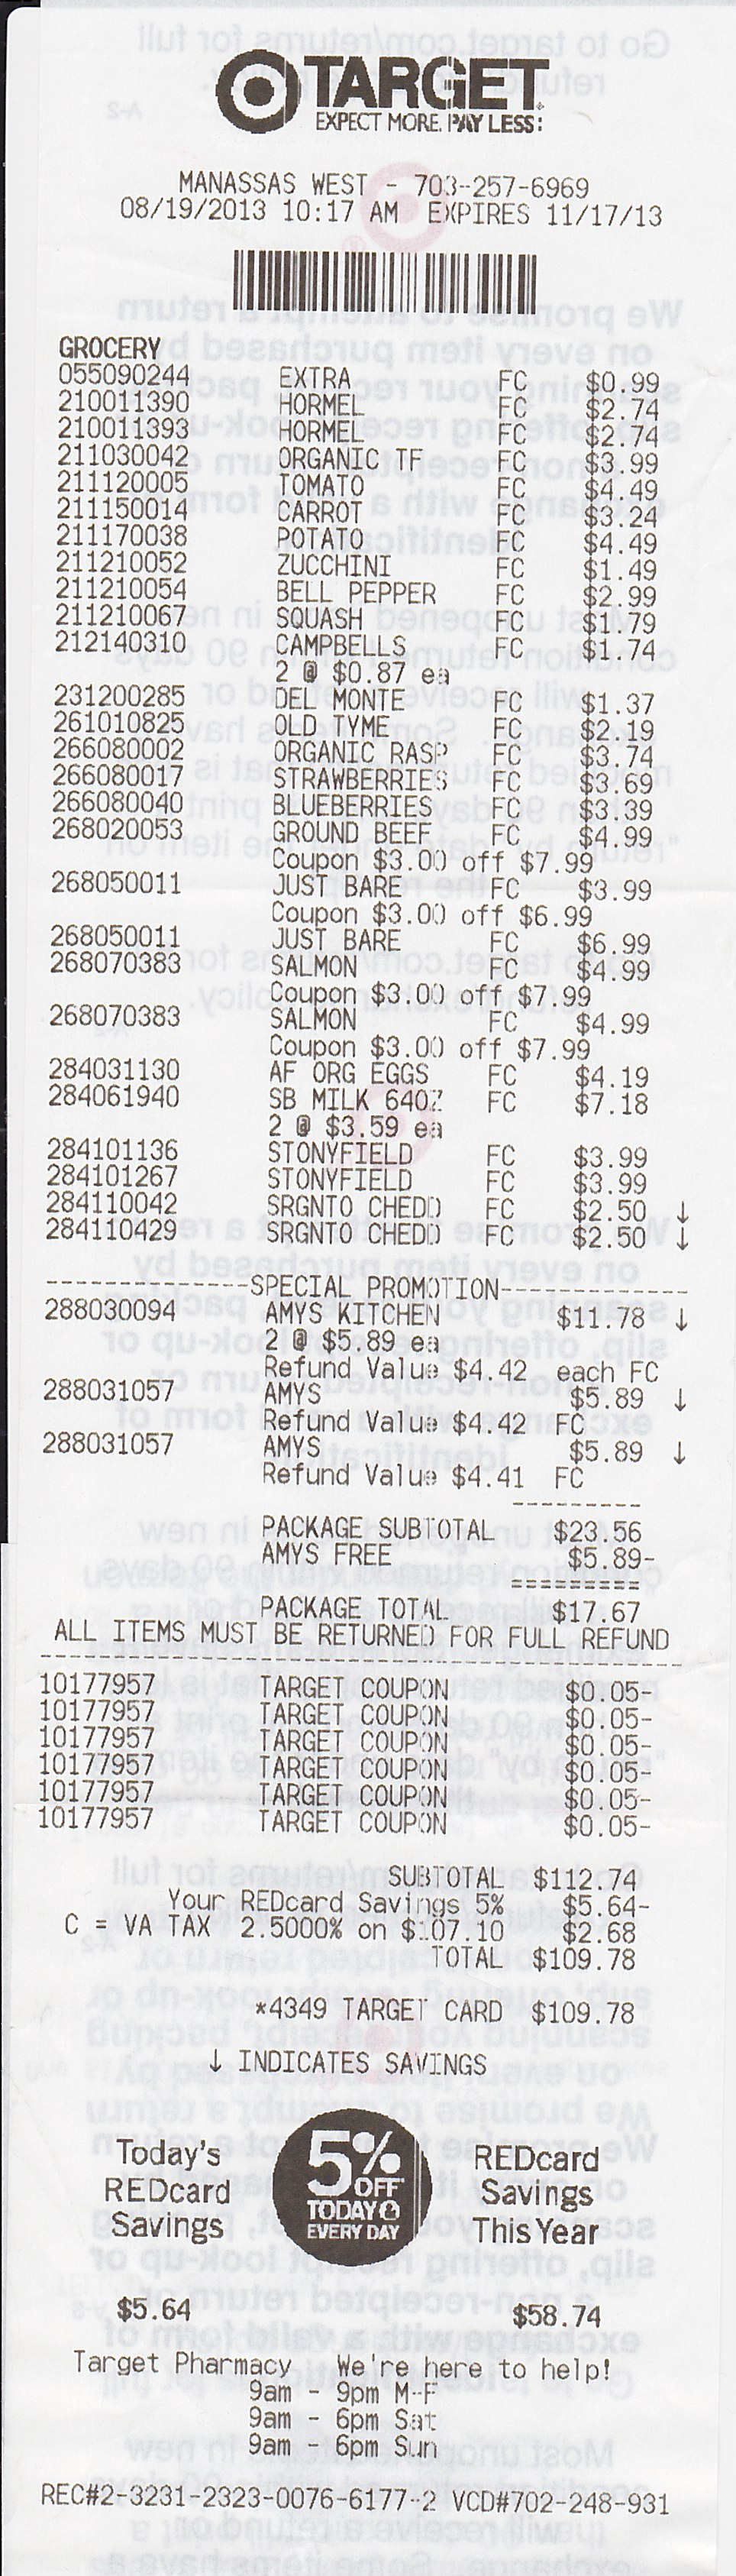 TARGET
EXPECT MORE. PAY LESS.
MANASSAS WEST - 703-257-6969
08/19/2013 10:17 AM EXPIRES 11/17/13
GROCERY
055090244 EXTRA FC $0.99
210011390 HORMEL FC $2.74
210011393 HORMEL FC $2.74
211030042 ORGANIC TF FC $3.99
211120005 TOMATO FC $4.49
211150014 CARROT FC $3.24
211170038 POTATO FC $4.49
211210052 ZUCCHINI FC $1.49
211210054 BELL PEPPER FC $2.99
211210067 SQUASH FC $1.79
212140310 CAMPBELLS FC $1.74
2 @ $0.87 ea
231200285 DEL MONTE FC $1.37
261010825 OLD TYME FC $2.19
266080002 ORGANIC RASP FC $3.74
266080017 STRAWBERRIES FC $3.69
266080040 BLUEBERRIES FC $3.39
268020053 GROUND BEEF FC $4.99
Coupon $3.00 off $7.99
268050011 JUST BARE FC $3.99
Coupon $3.00 off $6.99
268050011 JUST BARE FC $6.99
268070383 SALMON FC $4.99
Coupon $3.00 off $7.99
268070383 SALMON FC $4.99
Coupon $3.00 off $7.99
284031130 AF ORG EGGS FC $4.19
284061940 SB MILK 64OZ FC $7.18
2 @ $3.59 ea
284101136 STONYFIELD FC $3.99
284101267 STONYFIELD FC $3.99
284110042 SRGNTO CHEDD FC $2.50 ↓
284110429 SRGNTO CHEDD FC $2.50 ↓
--------------SPECIAL PROMOTION-------------
288030094 AMYS KITCHEN $11.78 ↓
2 @ $5.89 ea
Refund Value $4.42 each FC
288031057 AMYS $5.89 ↓
Refund Value $4.42 FC
288031057 AMYS $5.89 ↓
Refund Value $4.41 FC
---------
PACKAGE SUBTOTAL $23.56
AMYS FREE $5.89-
=========
PACKAGE TOTAL $17.67
ALL ITEMS MUST BE RETURNED FOR FULL REFUND
--------------------------------------------
10177957 TARGET COUPON $0.05-
10177957 TARGET COUPON $0.05-
10177957 TARGET COUPON $0.05-
10177957 TARGET COUPON $0.05-
10177957 TARGET COUPON $0.05-
10177957 TARGET COUPON $0.05-
SUBTOTAL $112.74
Your REDcard Savings 5% $5.64-
C = VA TAX 2.5000% on $107.10 $2.68
TOTAL $109.78
*4349 TARGET CARD $109.78
↓ INDICATES SAVINGS
Today's REDcard Savings
5% OFF TODAY & EVERY DAY
REDcard Savings This Year
$5.64 $58.74
Target Pharmacy We're here to help!
9am - 9pm M-F
9am - 6pm Sat
9am - 6pm Sun
REC#2-3231-2323-0076-6177-2 VCD#702-248-931